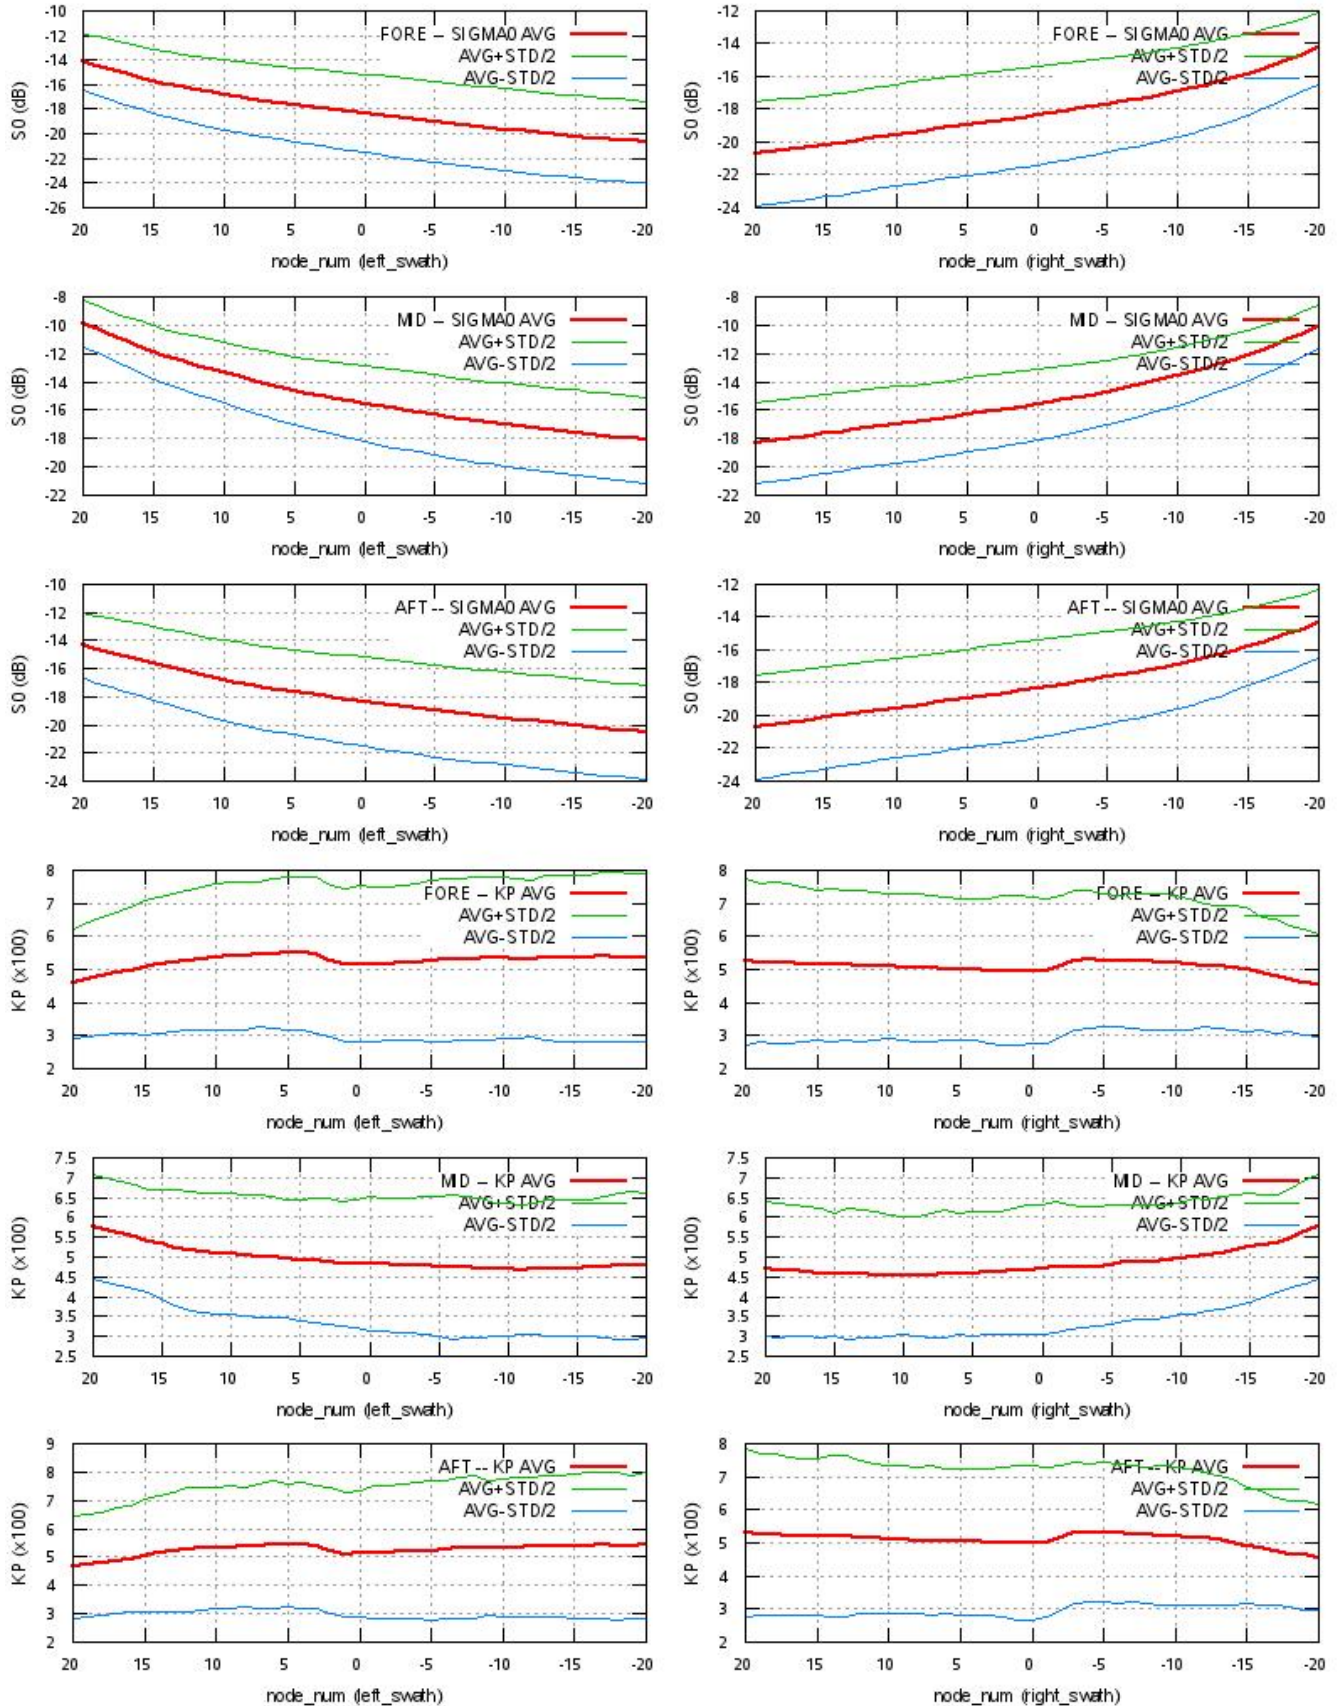 -10
-12
-14
-16
-18
-20
-22
-24
-26
S0 (dB)
FORE -- SIGMA0 AVG
AVG+STD/2
AVG-STD/2
20 15 10 5 0 -5 -10 -15 -20
node_num (left_swath)
-12
-14
-16
-18
-20
-22
-24
S0 (dB)
FORE -- SIGMA0 AVG
AVG+STD/2
AVG-STD/2
20 15 10 5 0 -5 -10 -15 -20
node_num (right_swath)
-8
-10
-12
-14
-16
-18
-20
-22
S0 (dB)
MID -- SIGMA0 AVG
AVG+STD/2
AVG-STD/2
20 15 10 5 0 -5 -10 -15 -20
node_num (left_swath)
-8
-10
-12
-14
-16
-18
-20
-22
S0 (dB)
MID -- SIGMA0 AVG
AVG+STD/2
AVG-STD/2
20 15 10 5 0 -5 -10 -15 -20
node_num (right_swath)
-10
-12
-14
-16
-18
-20
-22
-24
S0 (dB)
AFT -- SIGMA0 AVG
AVG+STD/2
AVG-STD/2
20 15 10 5 0 -5 -10 -15 -20
node_num (left_swath)
-12
-14
-16
-18
-20
-22
-24
S0 (dB)
AFT -- SIGMA0 AVG
AVG+STD/2
AVG-STD/2
20 15 10 5 0 -5 -10 -15 -20
node_num (right_swath)
8
7
6
5
4
3
2
KP (x100)
FORE -- KP AVG
AVG+STD/2
AVG-STD/2
20 15 10 5 0 -5 -10 -15 -20
node_num (left_swath)
8
7
6
5
4
3
2
KP (x100)
FORE -- KP AVG
AVG+STD/2
AVG-STD/2
20 15 10 5 0 -5 -10 -15 -20
node_num (right_swath)
7.5
7
6.5
6
5.5
5
4.5
4
3.5
3
2.5
KP (x100)
MID -- KP AVG
AVG+STD/2
AVG-STD/2
20 15 10 5 0 -5 -10 -15 -20
node_num (left_swath)
7.5
7
6.5
6
5.5
5
4.5
4
3.5
3
2.5
KP (x100)
MID -- KP AVG
AVG+STD/2
AVG-STD/2
20 15 10 5 0 -5 -10 -15 -20
node_num (right_swath)
9
8
7
6
5
4
3
2
KP (x100)
AFT -- KP AVG
AVG+STD/2
AVG-STD/2
20 15 10 5 0 -5 -10 -15 -20
node_num (left_swath)
8
7
6
5
4
3
2
KP (x100)
AFT -- KP AVG
AVG+STD/2
AVG-STD/2
20 15 10 5 0 -5 -10 -15 -20
node_num (right_swath)